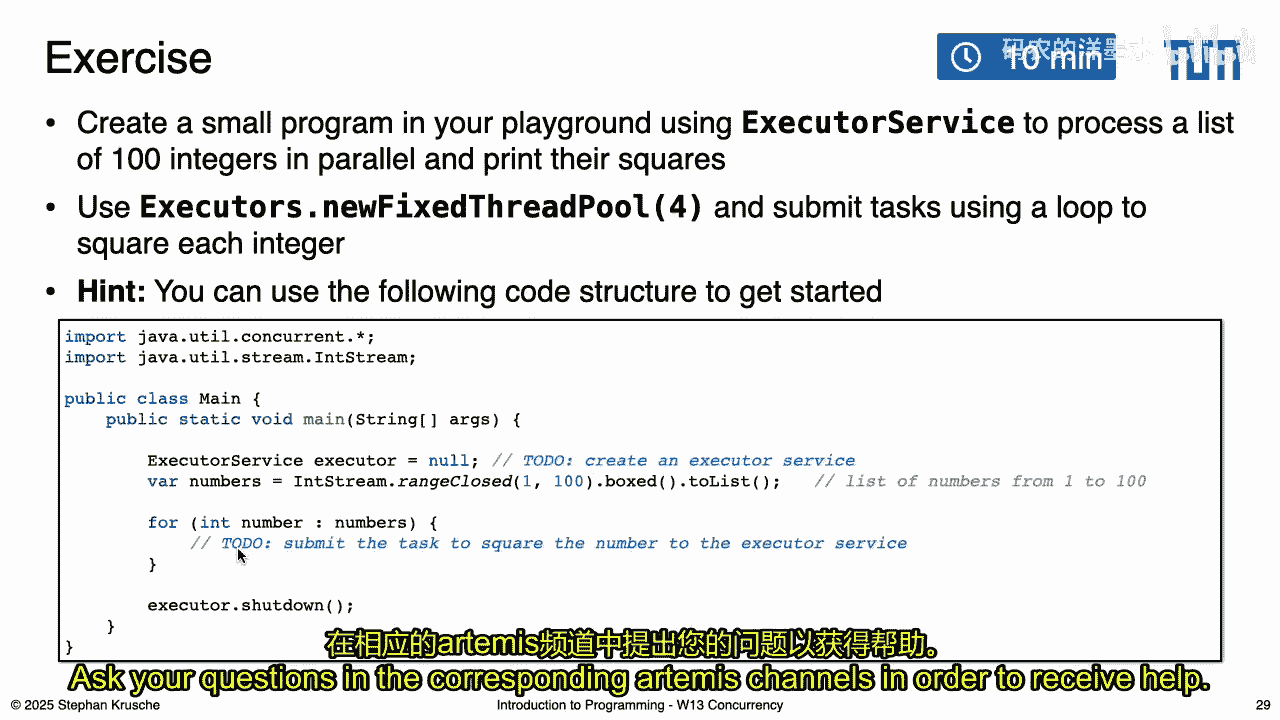 Exercise
码农的洋墨水
10 min
• Create a small program in your playground using ExecutorService to process a list
of 100 integers in parallel and print their squares
• Use Executors.newFixedThreadPool(4) and submit tasks using a loop to
square each integer
• Hint: You can use the following code structure to get started
import java.util.concurrent.*;
import java.util.stream.IntStream;
public class Main {
public static void main(String[] args) {
ExecutorService executor = null; // TODO: create an executor service
var numbers = IntStream.rangeClosed(1, 100).boxed().toList(); // list of numbers from 1 to 100
for (int number : numbers) {
// TODO: submit the task to square the number to the executor service
}
executor.shutdown();
}
}
在相应的artemis频道中提出您的问题以获得帮助。
Ask your questions in the corresponding artemis channels in order to receive help.
© 2025 Stephan Krusche
Introduction to Programming - W13 Concurrency
29